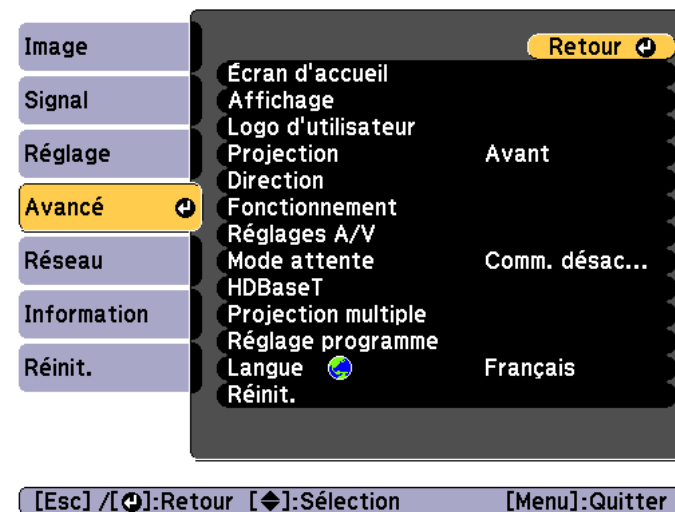 Image
Signal
Réglage
Avancé
Réseau
Information
Réinit.
Retour
Écran d'accueil
Affichage
Logo d'utilisateur
Projection Avant
Direction
Fonctionnement
Réglages A/V
Mode attente Comm. désac...
HDBaseT
Projection multiple
Réglage programme
Langue Français
Réinit.
[Esc] /[⏎]:Retour [◆]:Sélection [Menu]:Quitter